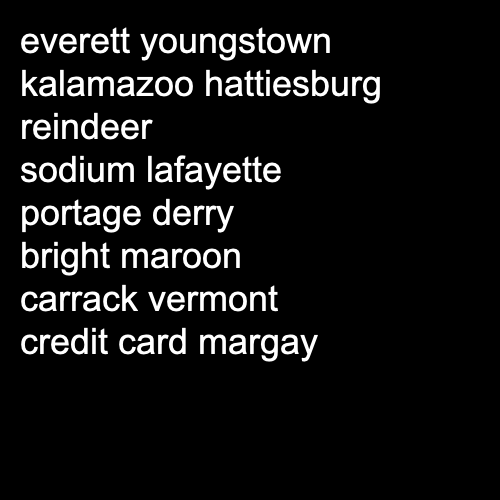 everett youngstown
kalamazoo hattiesburg
reindeer
sodium lafayette
portage derry
bright maroon
carrack vermont
credit card margay